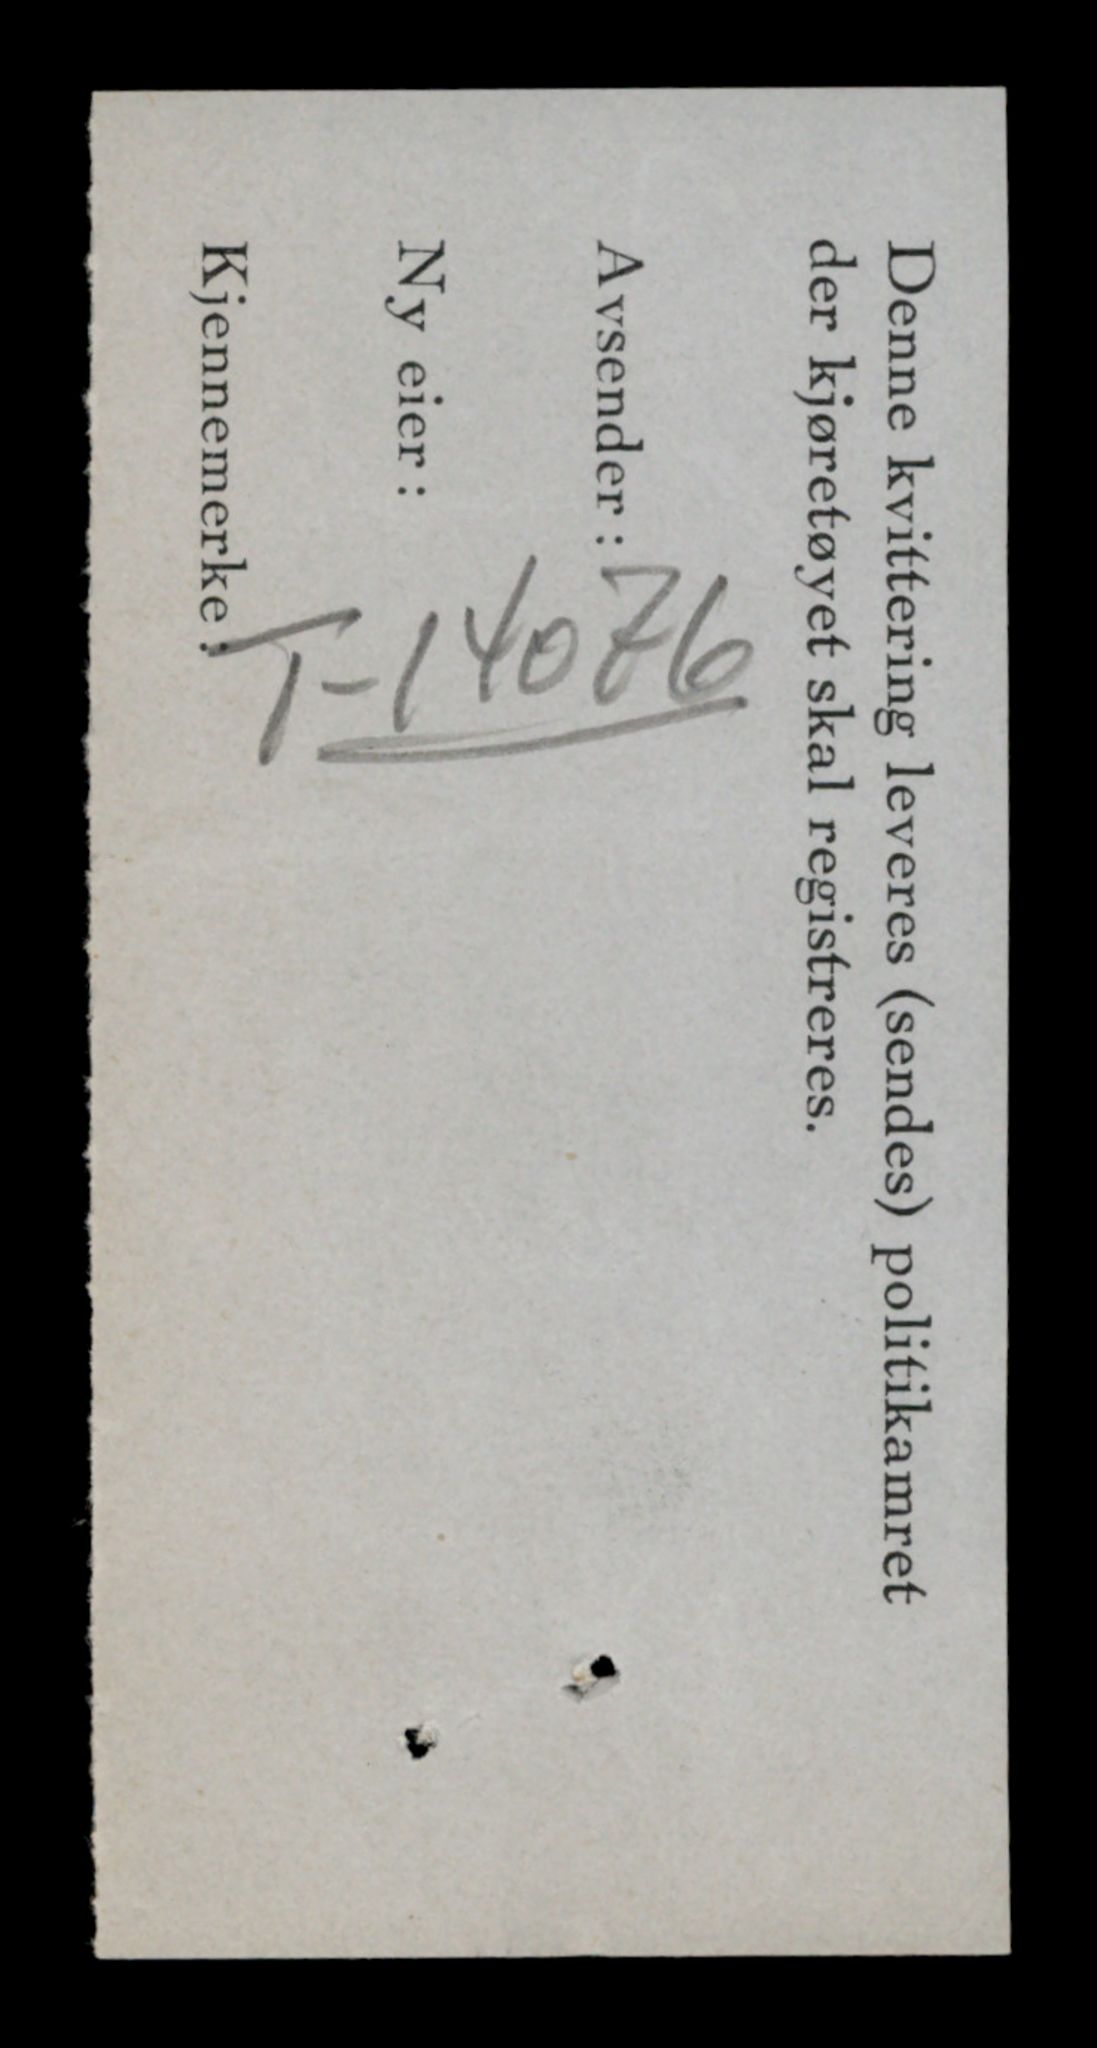 Denne kvittering leveres (sendes) politikamret
der kjøretøyet skal registreres.
Avsender :
Ny eier :
Kjennemerke :
T-14076